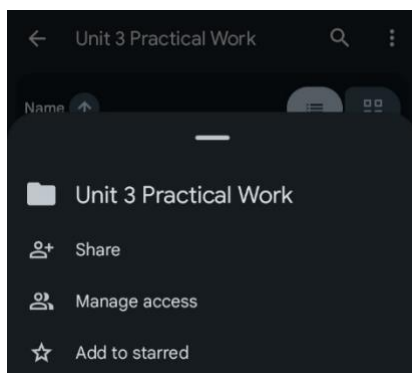 Unit 3 Practical Work
Name
Unit 3 Practical Work
Share
Manage access
Add to starred